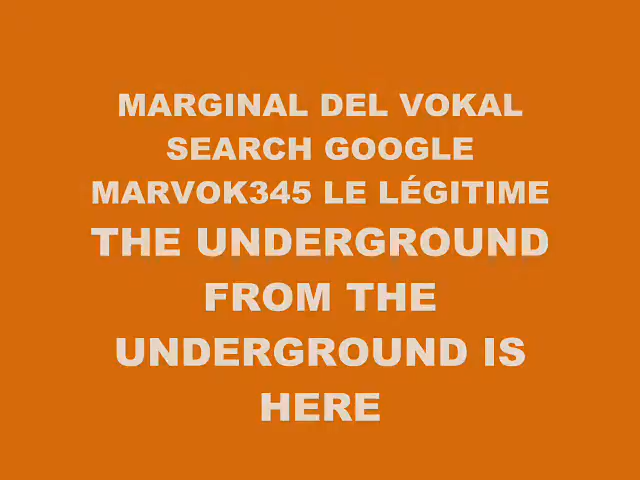 MARGINAL DEL VOKAL
SEARCH GOOGLE
MARVOK345 LE LÉGITIME
THE UNDERGROUND
FROM THE
UNDERGROUND IS
HERE